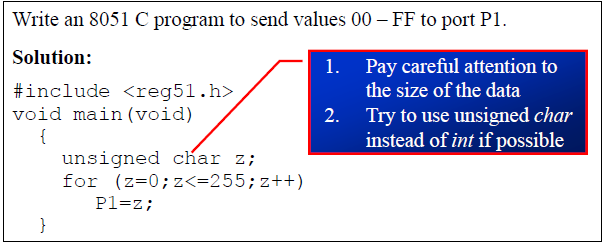 Write an 8051 C program to send values 00 – FF to port P1.
Solution:
#include <reg51.h>
void main(void)
{
unsigned char z;
for (z=0;z<=255;z++)
P1=z;
}
1. Pay careful attention to
the size of the data
2. Try to use unsigned char
instead of int if possible